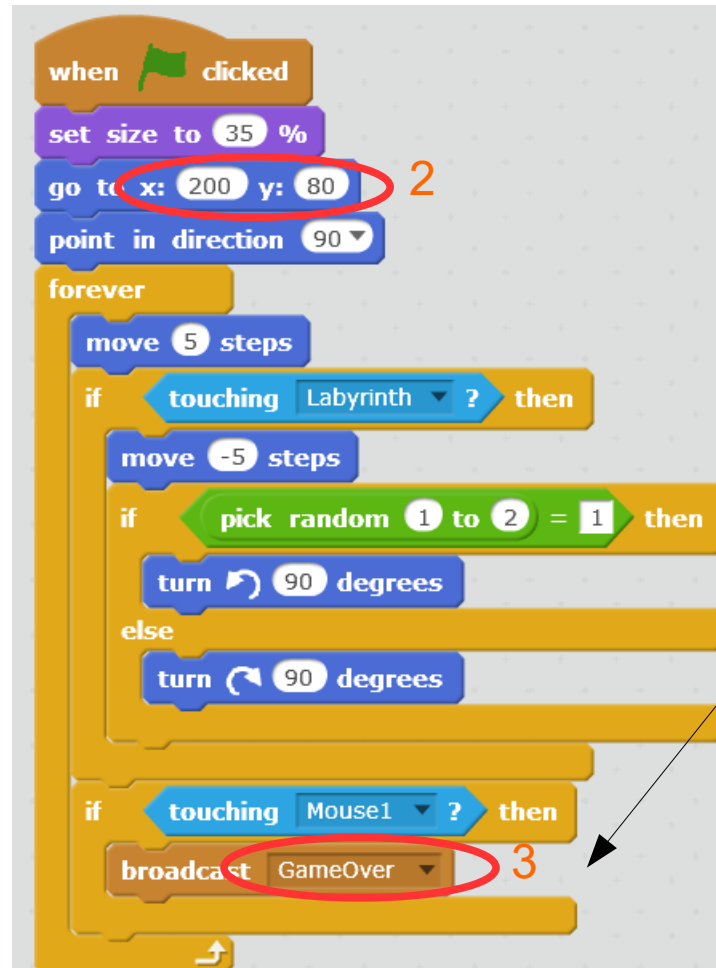 when clicked
set size to 35 %
go to x: 200 y: 80 2
point in direction 90
forever
move 5 steps
if touching Labyrinth ? then
move -5 steps
if pick random 1 to 2 = 1 then
turn 90 degrees
else
turn 90 degrees
if touching Mouse1 ? then
broadcast GameOver 3